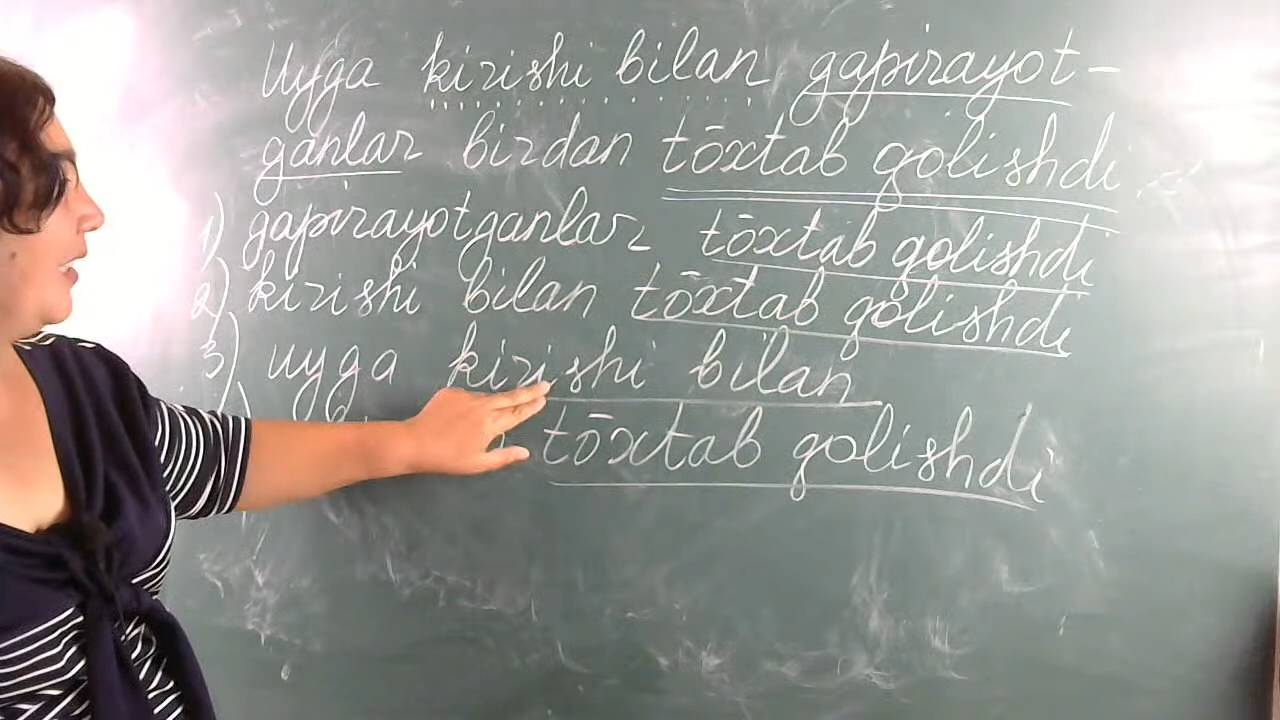 Uyga kirishi bilan gapirayot-
ganlar birdan tōxtab qolishdi
1) gapirayotganlar tōxtab qolishdi
2) kirishi bilan tōxtab qolishdi
3) uyga kirishi bilan
tōxtab qolishdi